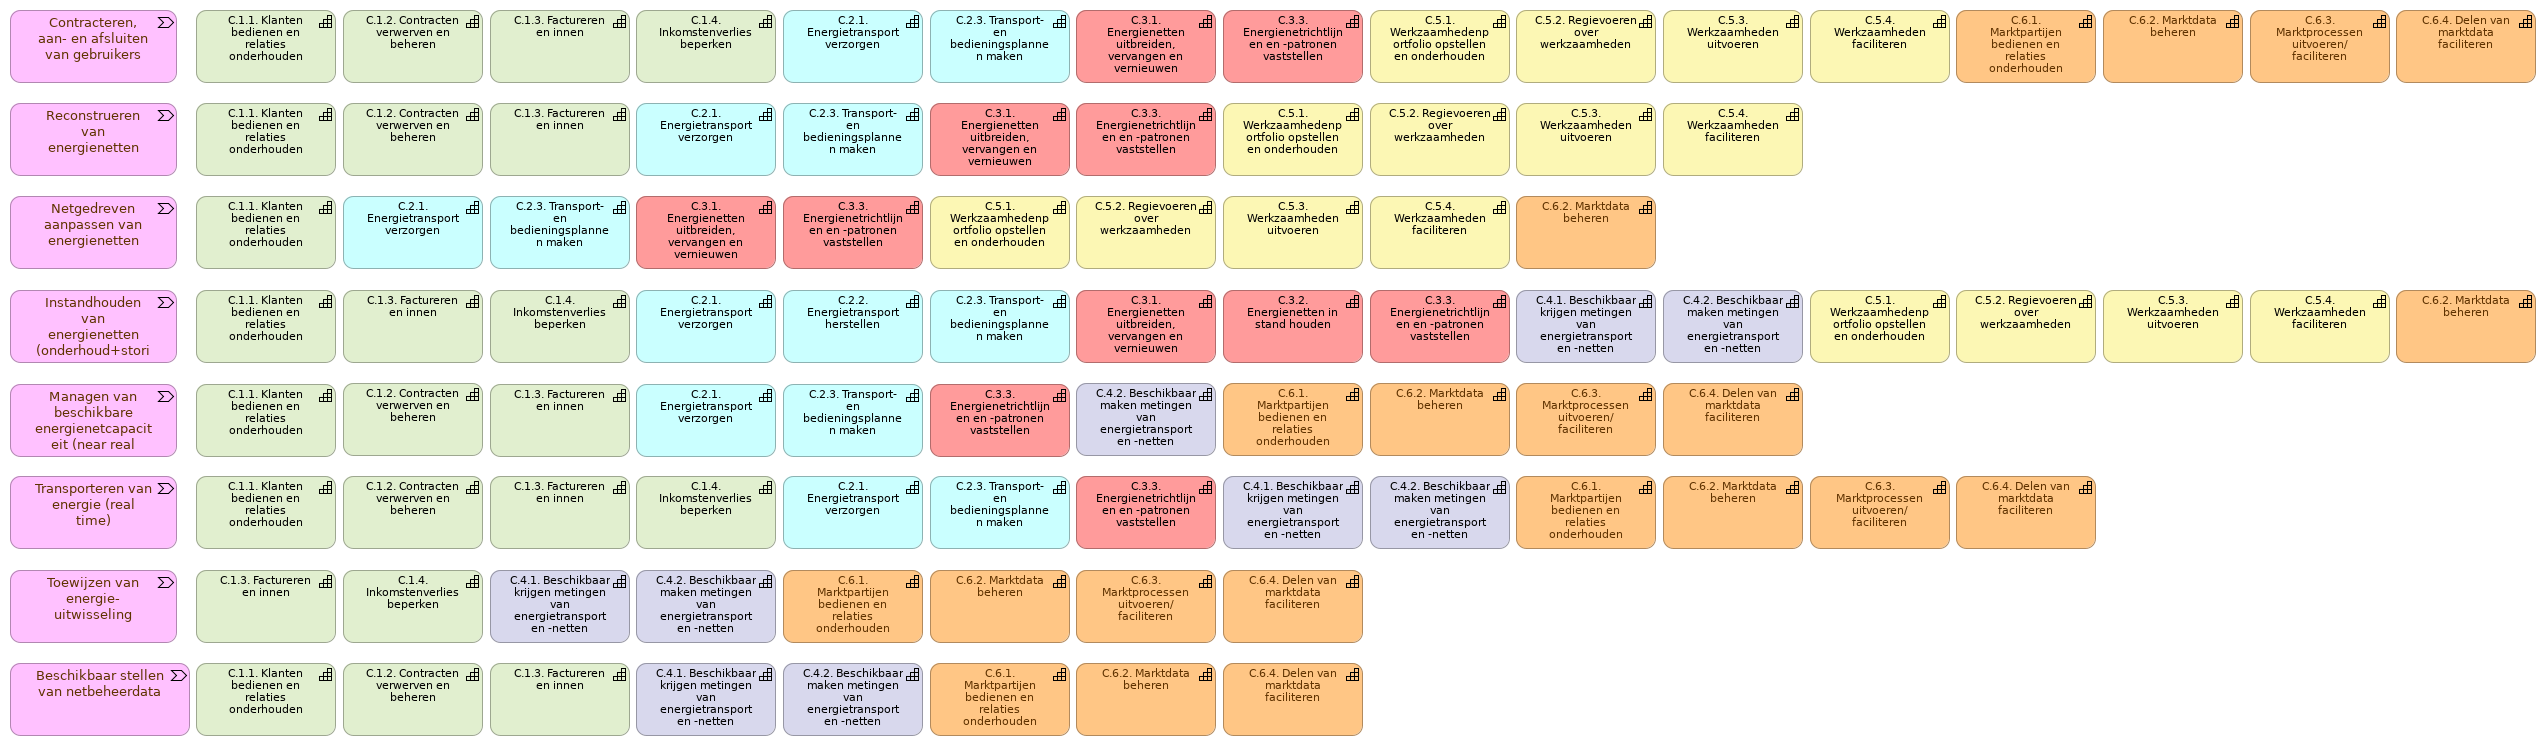 Contracteren,
aan- en afsluiten
van gebruikers
C.1.1. Klanten
bedienen en
relaties
onderhouden
C.1.2. Contracten
verwerven en
beheren
C.1.3. Factureren
en innen
C.1.4.
Inkomstenverlies
beperken
C.2.1.
Energietransport
verzorgen
C.2.3. Transport-
en
bedieningsplanne
n maken
C.3.1.
Energienetten
uitbreiden,
vervangen en
vernieuwen
C.3.3.
Energienetrichtlijn
en en -patronen
vaststellen
C.5.1.
Werkzaamhedenp
ortfolio opstellen
en onderhouden
C.5.2. Regievoeren
over
werkzaamheden
C.5.3.
Werkzaamheden
uitvoeren
C.5.4.
Werkzaamheden
faciliteren
C.6.1.
Marktpartijen
bedienen en
relaties
onderhouden
C.6.2. Marktdata
beheren
C.6.3.
Marktprocessen
uitvoeren/
faciliteren
C.6.4. Delen van
marktdata
faciliteren
Reconstrueren
van
energienetten
C.1.1. Klanten
bedienen en
relaties
onderhouden
C.1.2. Contracten
verwerven en
beheren
C.1.3. Factureren
en innen
C.2.1.
Energietransport
verzorgen
C.2.3. Transport-
en
bedieningsplanne
n maken
C.3.1.
Energienetten
uitbreiden,
vervangen en
vernieuwen
C.3.3.
Energienetrichtlijn
en en -patronen
vaststellen
C.5.1.
Werkzaamhedenp
ortfolio opstellen
en onderhouden
C.5.2. Regievoeren
over
werkzaamheden
C.5.3.
Werkzaamheden
uitvoeren
C.5.4.
Werkzaamheden
faciliteren
Netgedreven
aanpassen van
energienetten
C.1.1. Klanten
bedienen en
relaties
onderhouden
C.2.1.
Energietransport
verzorgen
C.2.3. Transport-
en
bedieningsplanne
n maken
C.3.1.
Energienetten
uitbreiden,
vervangen en
vernieuwen
C.3.3.
Energienetrichtlijn
en en -patronen
vaststellen
C.5.1.
Werkzaamhedenp
ortfolio opstellen
en onderhouden
C.5.2. Regievoeren
over
werkzaamheden
C.5.3.
Werkzaamheden
uitvoeren
C.5.4.
Werkzaamheden
faciliteren
C.6.2. Marktdata
beheren
Instandhouden
van
energienetten
(onderhoud+stori
C.1.1. Klanten
bedienen en
relaties
onderhouden
C.1.3. Factureren
en innen
C.1.4.
Inkomstenverlies
beperken
C.2.1.
Energietransport
verzorgen
C.2.2.
Energietransport
herstellen
C.2.3. Transport-
en
bedieningsplanne
n maken
C.3.1.
Energienetten
uitbreiden,
vervangen en
vernieuwen
C.3.2.
Energienetten in
stand houden
C.3.3.
Energienetrichtlijn
en en -patronen
vaststellen
C.4.1. Beschikbaar
krijgen metingen
van
energietransport
en -netten
C.4.2. Beschikbaar
maken metingen
van
energietransport
en -netten
C.5.1.
Werkzaamhedenp
ortfolio opstellen
en onderhouden
C.5.2. Regievoeren
over
werkzaamheden
C.5.3.
Werkzaamheden
uitvoeren
C.5.4.
Werkzaamheden
faciliteren
C.6.2. Marktdata
beheren
Managen van
beschikbare
energienetcapacit
eit (near real
C.1.1. Klanten
bedienen en
relaties
onderhouden
C.1.2. Contracten
verwerven en
beheren
C.1.3. Factureren
en innen
C.2.1.
Energietransport
verzorgen
C.2.3. Transport-
en
bedieningsplanne
n maken
C.3.3.
Energienetrichtlijn
en en -patronen
vaststellen
C.4.2. Beschikbaar
maken metingen
van
energietransport
en -netten
C.6.1.
Marktpartijen
bedienen en
relaties
onderhouden
C.6.2. Marktdata
beheren
C.6.3.
Marktprocessen
uitvoeren/
faciliteren
C.6.4. Delen van
marktdata
faciliteren
Transporteren van
energie (real
time)
C.1.1. Klanten
bedienen en
relaties
onderhouden
C.1.2. Contracten
verwerven en
beheren
C.1.3. Factureren
en innen
C.1.4.
Inkomstenverlies
beperken
C.2.1.
Energietransport
verzorgen
C.2.3. Transport-
en
bedieningsplanne
n maken
C.3.3.
Energienetrichtlijn
en en -patronen
vaststellen
C.4.1. Beschikbaar
krijgen metingen
van
energietransport
en -netten
C.4.2. Beschikbaar
maken metingen
van
energietransport
en -netten
C.6.1.
Marktpartijen
bedienen en
relaties
onderhouden
C.6.2. Marktdata
beheren
C.6.3.
Marktprocessen
uitvoeren/
faciliteren
C.6.4. Delen van
marktdata
faciliteren
Toewijzen van
energie-
uitwisseling
C.1.3. Factureren
en innen
C.1.4.
Inkomstenverlies
beperken
C.4.1. Beschikbaar
krijgen metingen
van
energietransport
en -netten
C.4.2. Beschikbaar
maken metingen
van
energietransport
en -netten
C.6.1.
Marktpartijen
bedienen en
relaties
onderhouden
C.6.2. Marktdata
beheren
C.6.3.
Marktprocessen
uitvoeren/
faciliteren
C.6.4. Delen van
marktdata
faciliteren
Beschikbaar stellen
van netbeheerdata
C.1.1. Klanten
bedienen en
relaties
onderhouden
C.1.2. Contracten
verwerven en
beheren
C.1.3. Factureren
en innen
C.4.1. Beschikbaar
krijgen metingen
van
energietransport
en -netten
C.4.2. Beschikbaar
maken metingen
van
energietransport
en -netten
C.6.1.
Marktpartijen
bedienen en
relaties
onderhouden
C.6.2. Marktdata
beheren
C.6.4. Delen van
marktdata
faciliteren